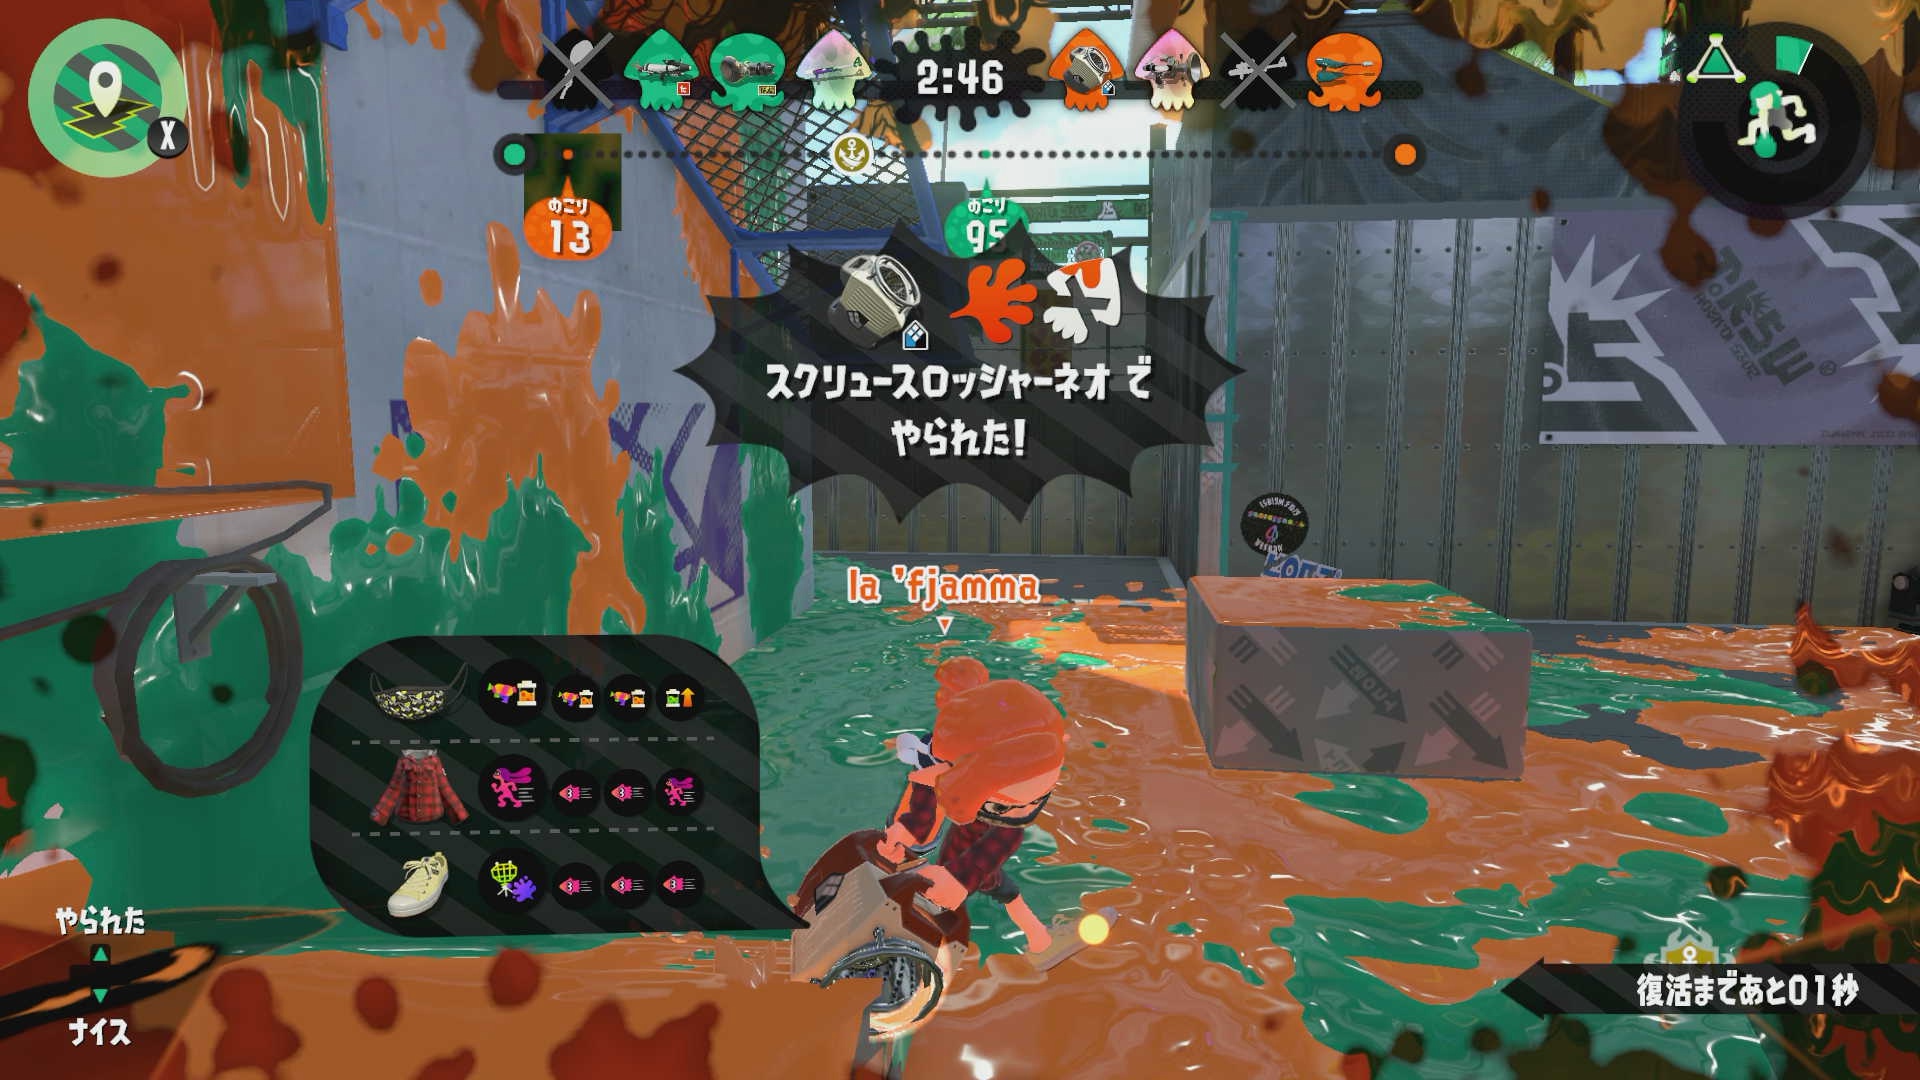 X
2:46
のこり
13
のこり
95
スクリュースロッシャーネオ で
やられた!
la 'fjamma
やられた
ナイス
復活まであと01秒